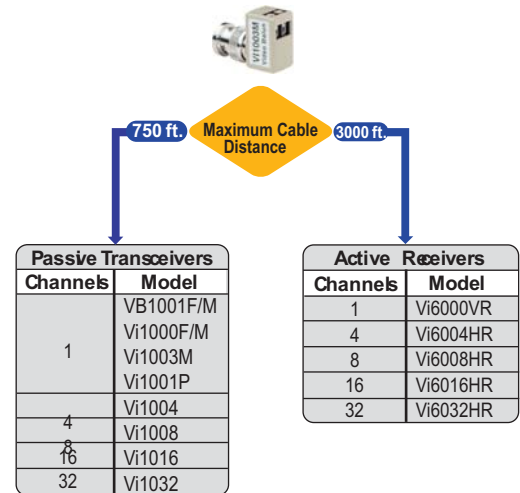 Vi1003M
Video Balun
750 ft.
Maximum Cable
Distance
3000 ft.
Passive Transceivers
Channels Model
1
VB1001F/M
Vi1000F/M
Vi1003M
Vi1001P
4 Vi1004
8 Vi1008
16 Vi1016
32 Vi1032
Active Receivers
Channels Model
1 Vi6000VR
4 Vi6004HR
8 Vi6008HR
16 Vi6016HR
32 Vi6032HR